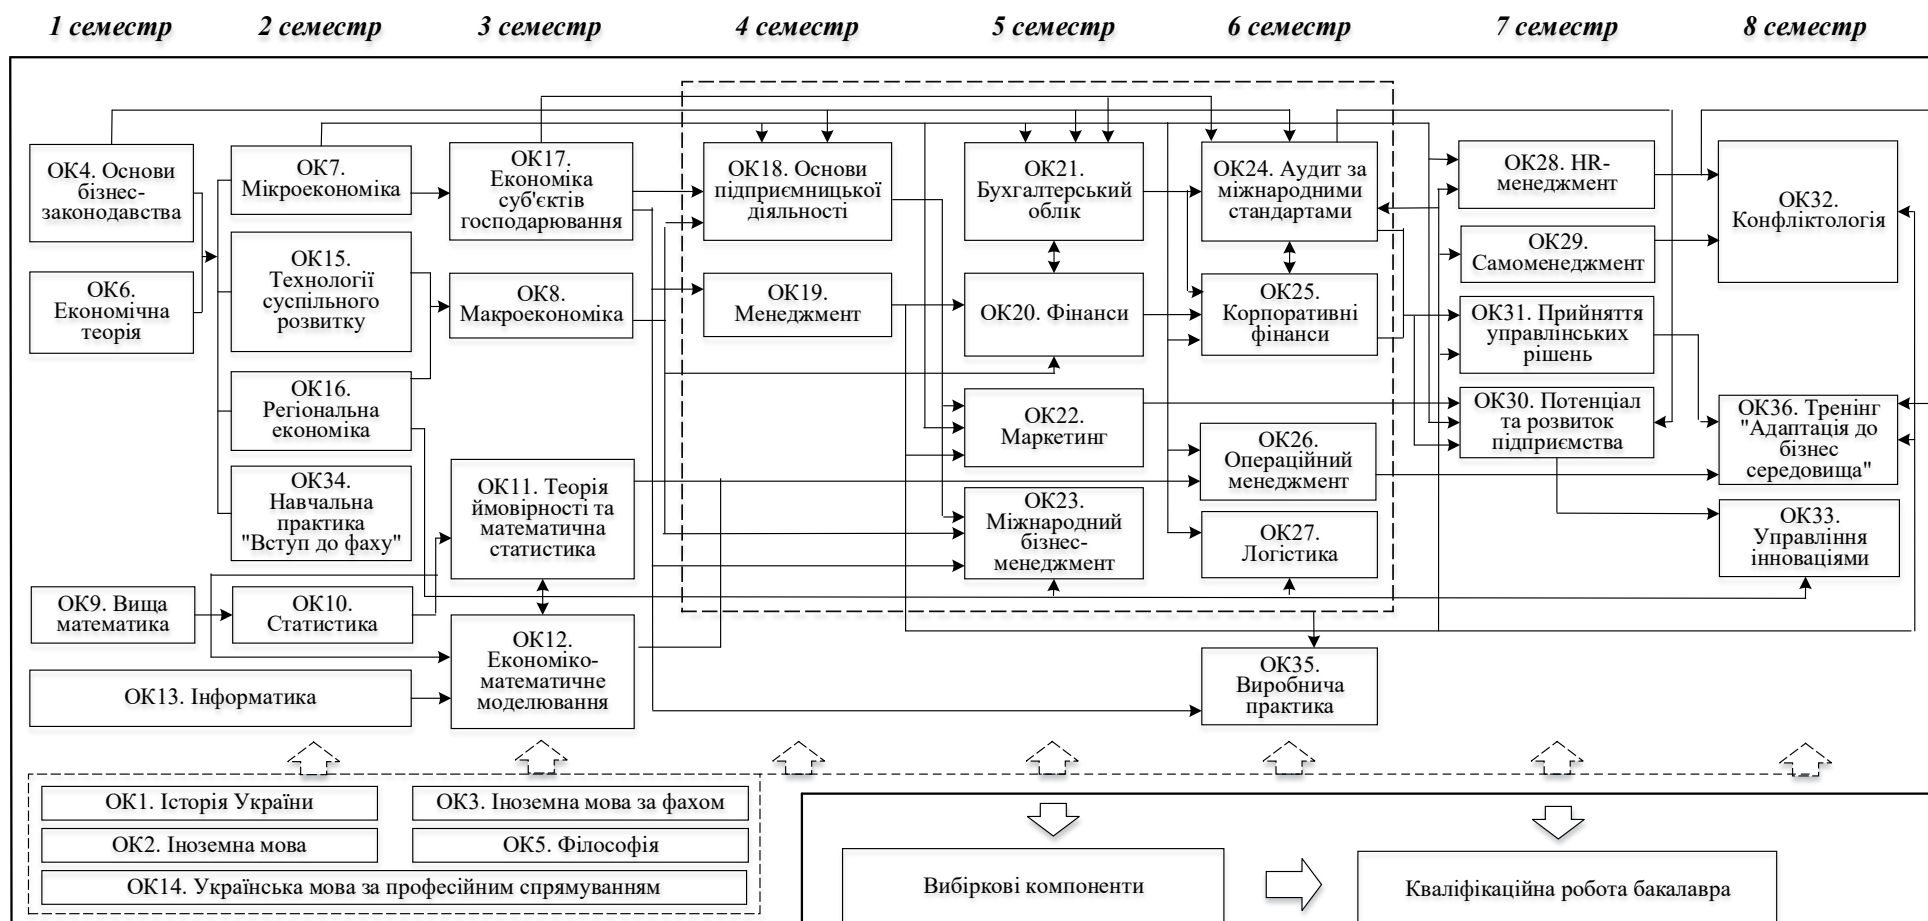 1 семестр
2 семестр
3 семестр
4 семестр
5 семестр
6 семестр
7 семестр
8 семестр
ОК4. Основи
бізнес-
законодавства
ОК6.
Економічна
теорія
ОК9. Вища
математика
ОК13. Інформатика
ОК7.
Мікроекономіка
ОК15.
Технології
суспільного
розвитку
ОК16.
Регіональна
економіка
ОК34.
Навчальна
практика
"Вступ до фаху"
ОК10.
Статистика
ОК17.
Економіка
суб'єктів
господарювання
ОК8.
Макроекономіка
ОК11. Теорія
ймовірності та
математична
статистика
ОК12.
Економіко-
математичне
моделювання
ОК18. Основи
підприємницької
діяльності
ОК19.
Менеджмент
ОК21.
Бухгалтерський
облік
ОК20. Фінанси
ОК22.
Маркетинг
ОК23.
Міжнародний
бізнес-
менеджмент
ОК24. Аудит за
міжнародними
стандартами
ОК25.
Корпоративні
фінанси
ОК26.
Операційний
менеджмент
ОК27.
Логістика
ОК35.
Виробнича
практика
ОК28. HR-
менеджмент
ОК29.
Самоменеджмент
ОК31. Прийняття
управлінських
рішень
ОК30. Потенціал
та розвиток
підприємства
ОК32.
Конфліктологія
ОК36. Тренінг
"Адаптація до
бізнес
середовища"
ОК33.
Управління
інноваціями
ОК1. Історія України
ОК3. Іноземна мова за фахом
ОК2. Іноземна мова
ОК5. Філософія
ОК14. Українська мова за професійним спрямуванням
Вибіркові компоненти
Кваліфікаційна робота бакалавра